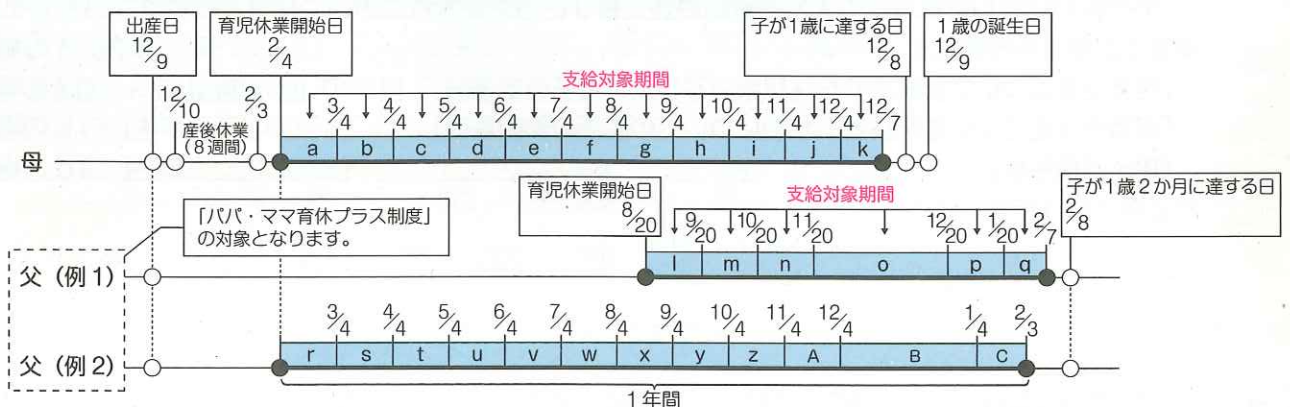 出産日
12/9
育児休業開始日
2/4
子が1歳に達する日
12/8
1歳の誕生日
12/9
支給対象期間
12/10
2/3
産後休業
(8週間)
3/4 4/4 5/4 6/4 7/4 8/4 9/4 10/4 11/4 12/4 12/7
母
a b c d e f g h i j k
「パパ・ママ育休プラス制度」
の対象となります。
育児休業開始日
8/20
支給対象期間
子が1歳2か月に達する日
2/8
9/20 10/20 11/20 12/20 1/20 2/7
父(例1)
l m n o p q
3/4 4/4 5/4 6/4 7/4 8/4 9/4 10/4 11/4 12/4 1/4 2/3
父(例2)
r s t u v w x y z A B C
1年間